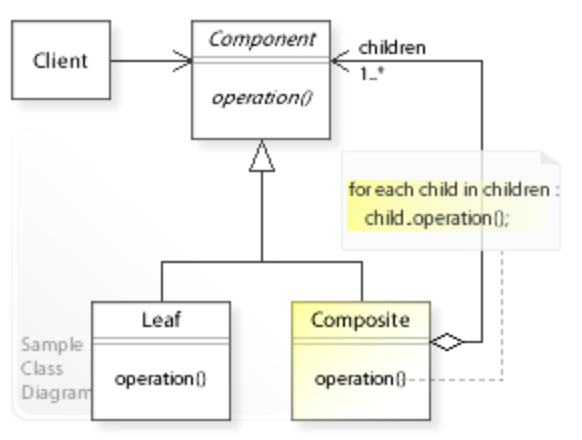 Client
Component
operation()
children
1..*
for each child in children :
child.operation();
Leaf
operation()
Composite
operation()
Sample
Class
Diagram